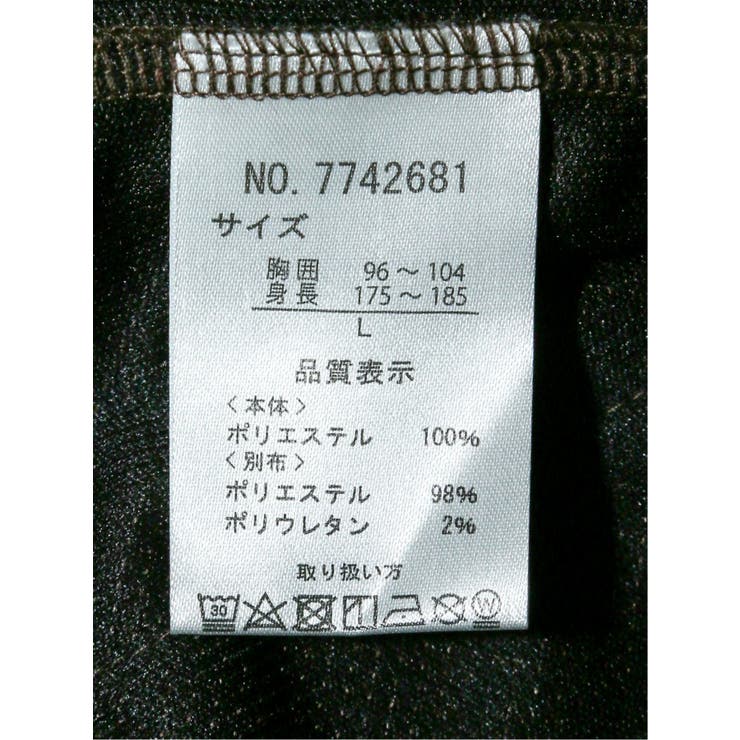 NO. 7742681
サイズ
胸囲 96～104
身長 175～185
L
品質表示
〈本体〉
ポリエステル 100%
〈別布〉
ポリエステル 98%
ポリウレタン 2%
取り扱い方
30 W